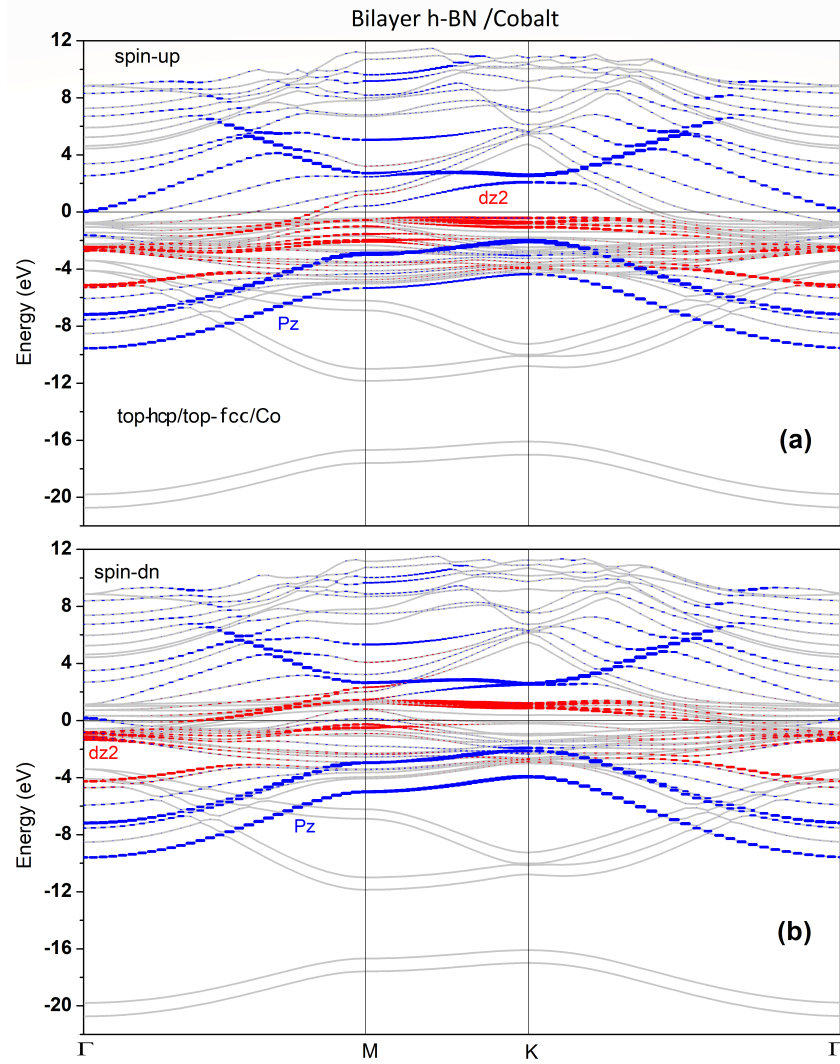 Bilayer h-BN /Cobalt
12
spin-up
8
4
dz2
0
-4
Energy (eV)
Pz
-8
-12
top-hcp/top-fcc/Co
(a)
-16
-20
12
spin-dn
8
4
0
dz2
-4
Energy (eV)
Pz
-8
-12
(b)
-16
-20
Γ M K Γ